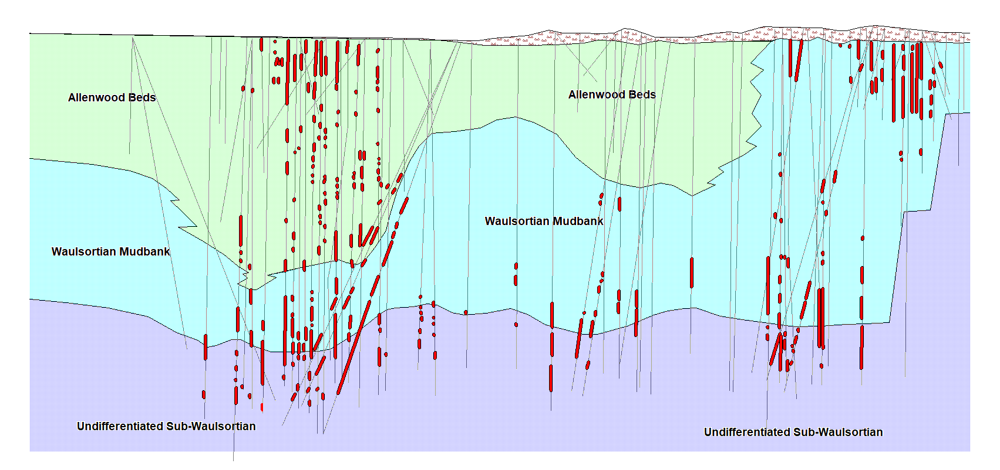 Allenwood Beds
Allenwood Beds
Waulsortian Mudbank
Waulsortian Mudbank
Undifferentiated Sub-Waulsortian
Undifferentiated Sub-Waulsortian